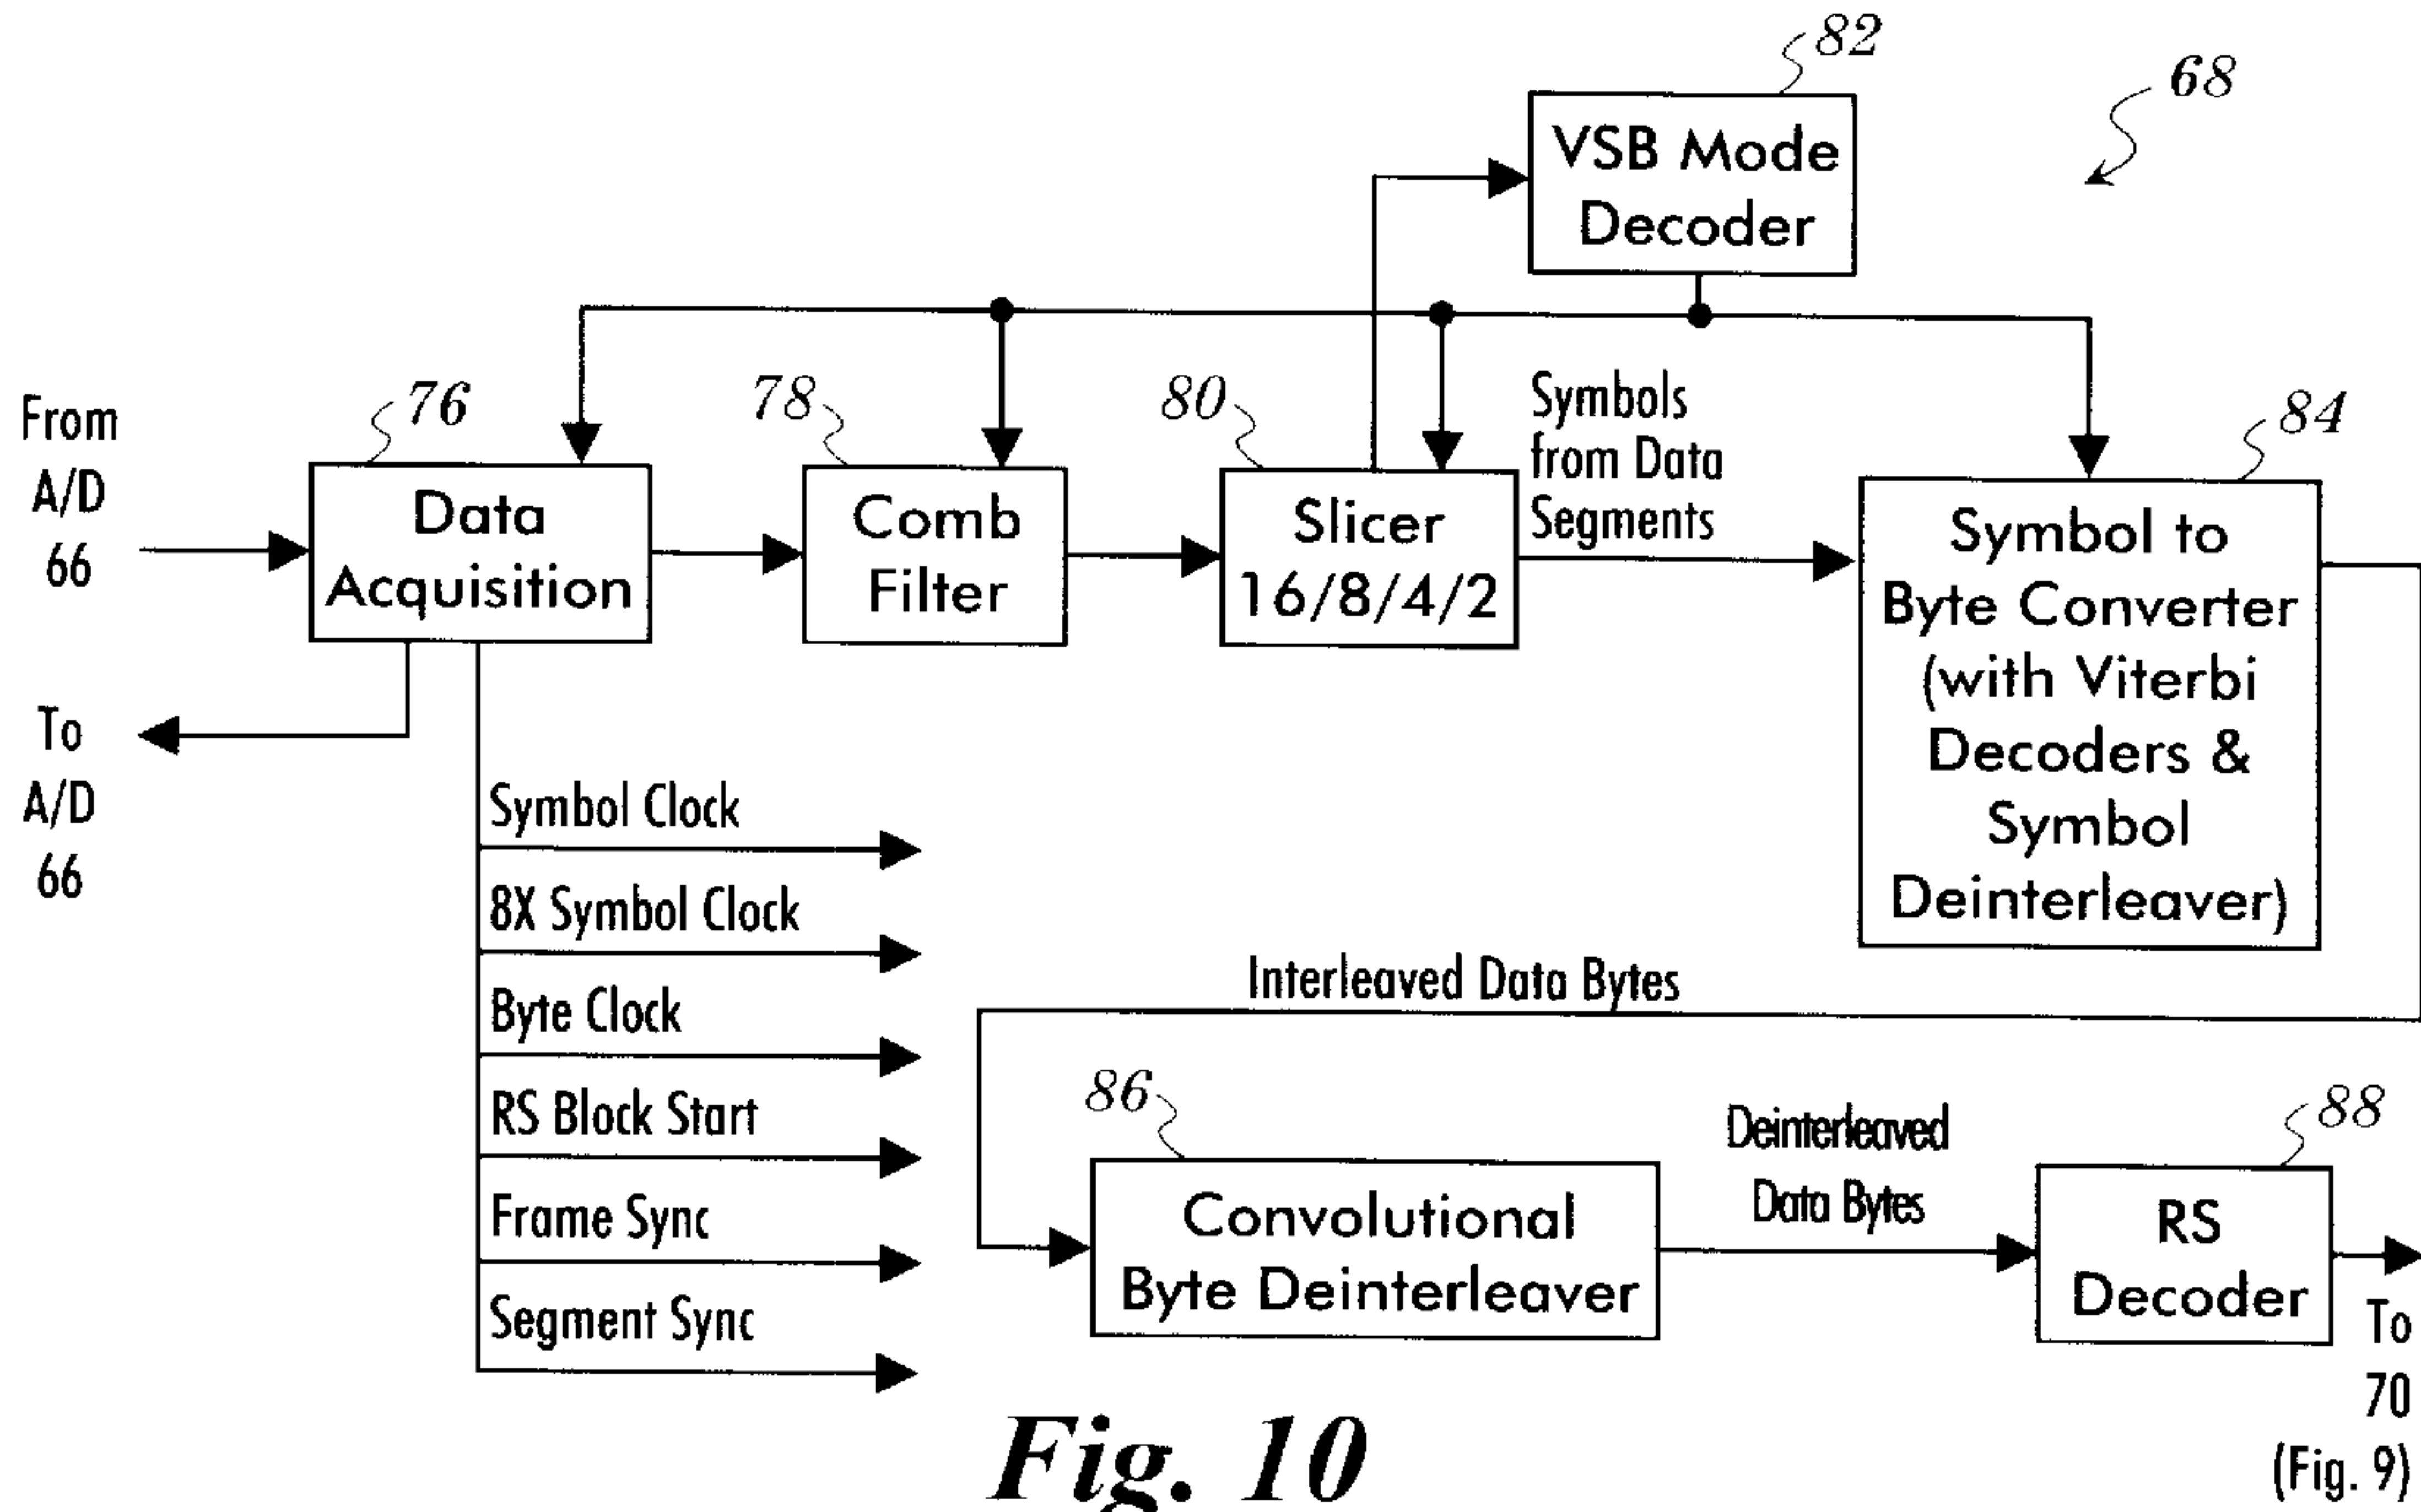 82
68
VSB Mode
Decoder
76
78
80
84
From
A/D
66
Data
Acquisition
Comb
Filter
Slicer
16/8/4/2
Symbols
from Data
Segments
Symbol to
Byte Converter
(with Viterbi
Decoders &
Symbol
Deinterleaver)
To
A/D
66
Symbol Clock
8X Symbol Clock
Byte Clock
RS Block Start
Frame Sync
Segment Sync
Interleaved Data Bytes
86
Convolutional
Byte Deinterleaver
Deinterleaved
Data Bytes
88
RS
Decoder
To
70
(Fig. 9)
Fig. 10